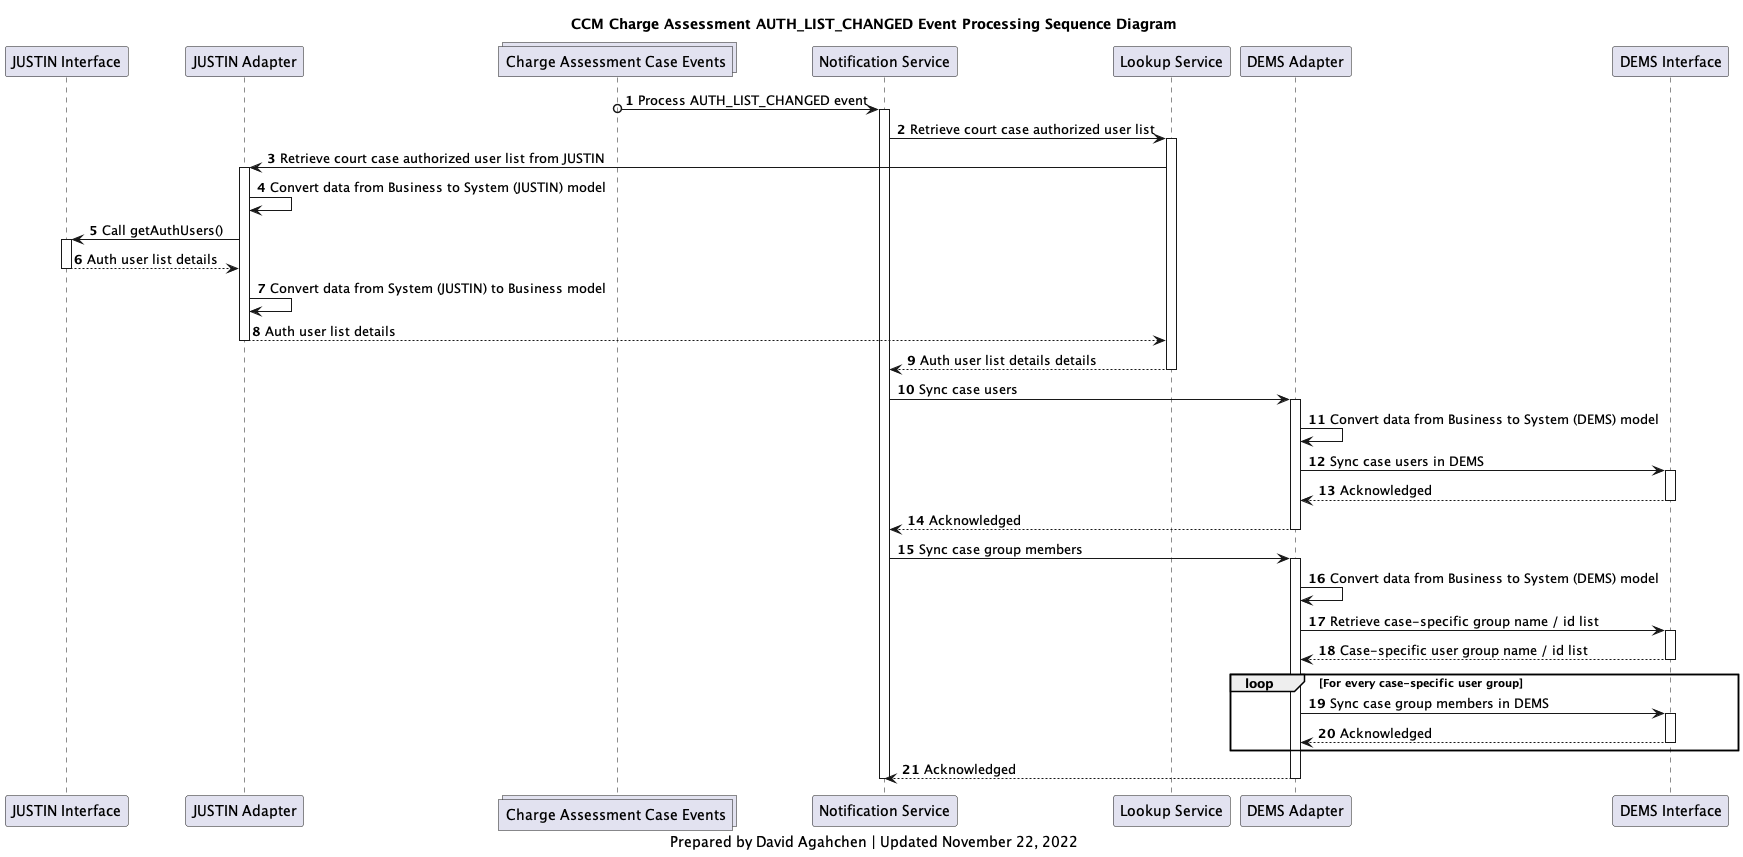 CCM Charge Assessment AUTH_LIST_CHANGED Event Processing Sequence Diagram
JUSTIN Interface
JUSTIN Adapter
Charge Assessment Case Events
Notification Service
Lookup Service
DEMS Adapter
DEMS Interface
1 Process AUTH_LIST_CHANGED event
2 Retrieve court case authorized user list
3 Retrieve court case authorized user list from JUSTIN
4 Convert data from Business to System (JUSTIN) model
5 Call getAuthUsers()
6 Auth user list details
7 Convert data from System (JUSTIN) to Business model
8 Auth user list details
9 Auth user list details details
10 Sync case users
11 Convert data from Business to System (DEMS) model
12 Sync case users in DEMS
13 Acknowledged
14 Acknowledged
15 Sync case group members
16 Convert data from Business to System (DEMS) model
17 Retrieve case-specific group name / id list
18 Case-specific user group name / id list
loop [For every case-specific user group]
19 Sync case group members in DEMS
20 Acknowledged
21 Acknowledged
JUSTIN Interface
JUSTIN Adapter
Charge Assessment Case Events
Notification Service
Lookup Service
DEMS Adapter
DEMS Interface
Prepared by David Agahchen | Updated November 22, 2022